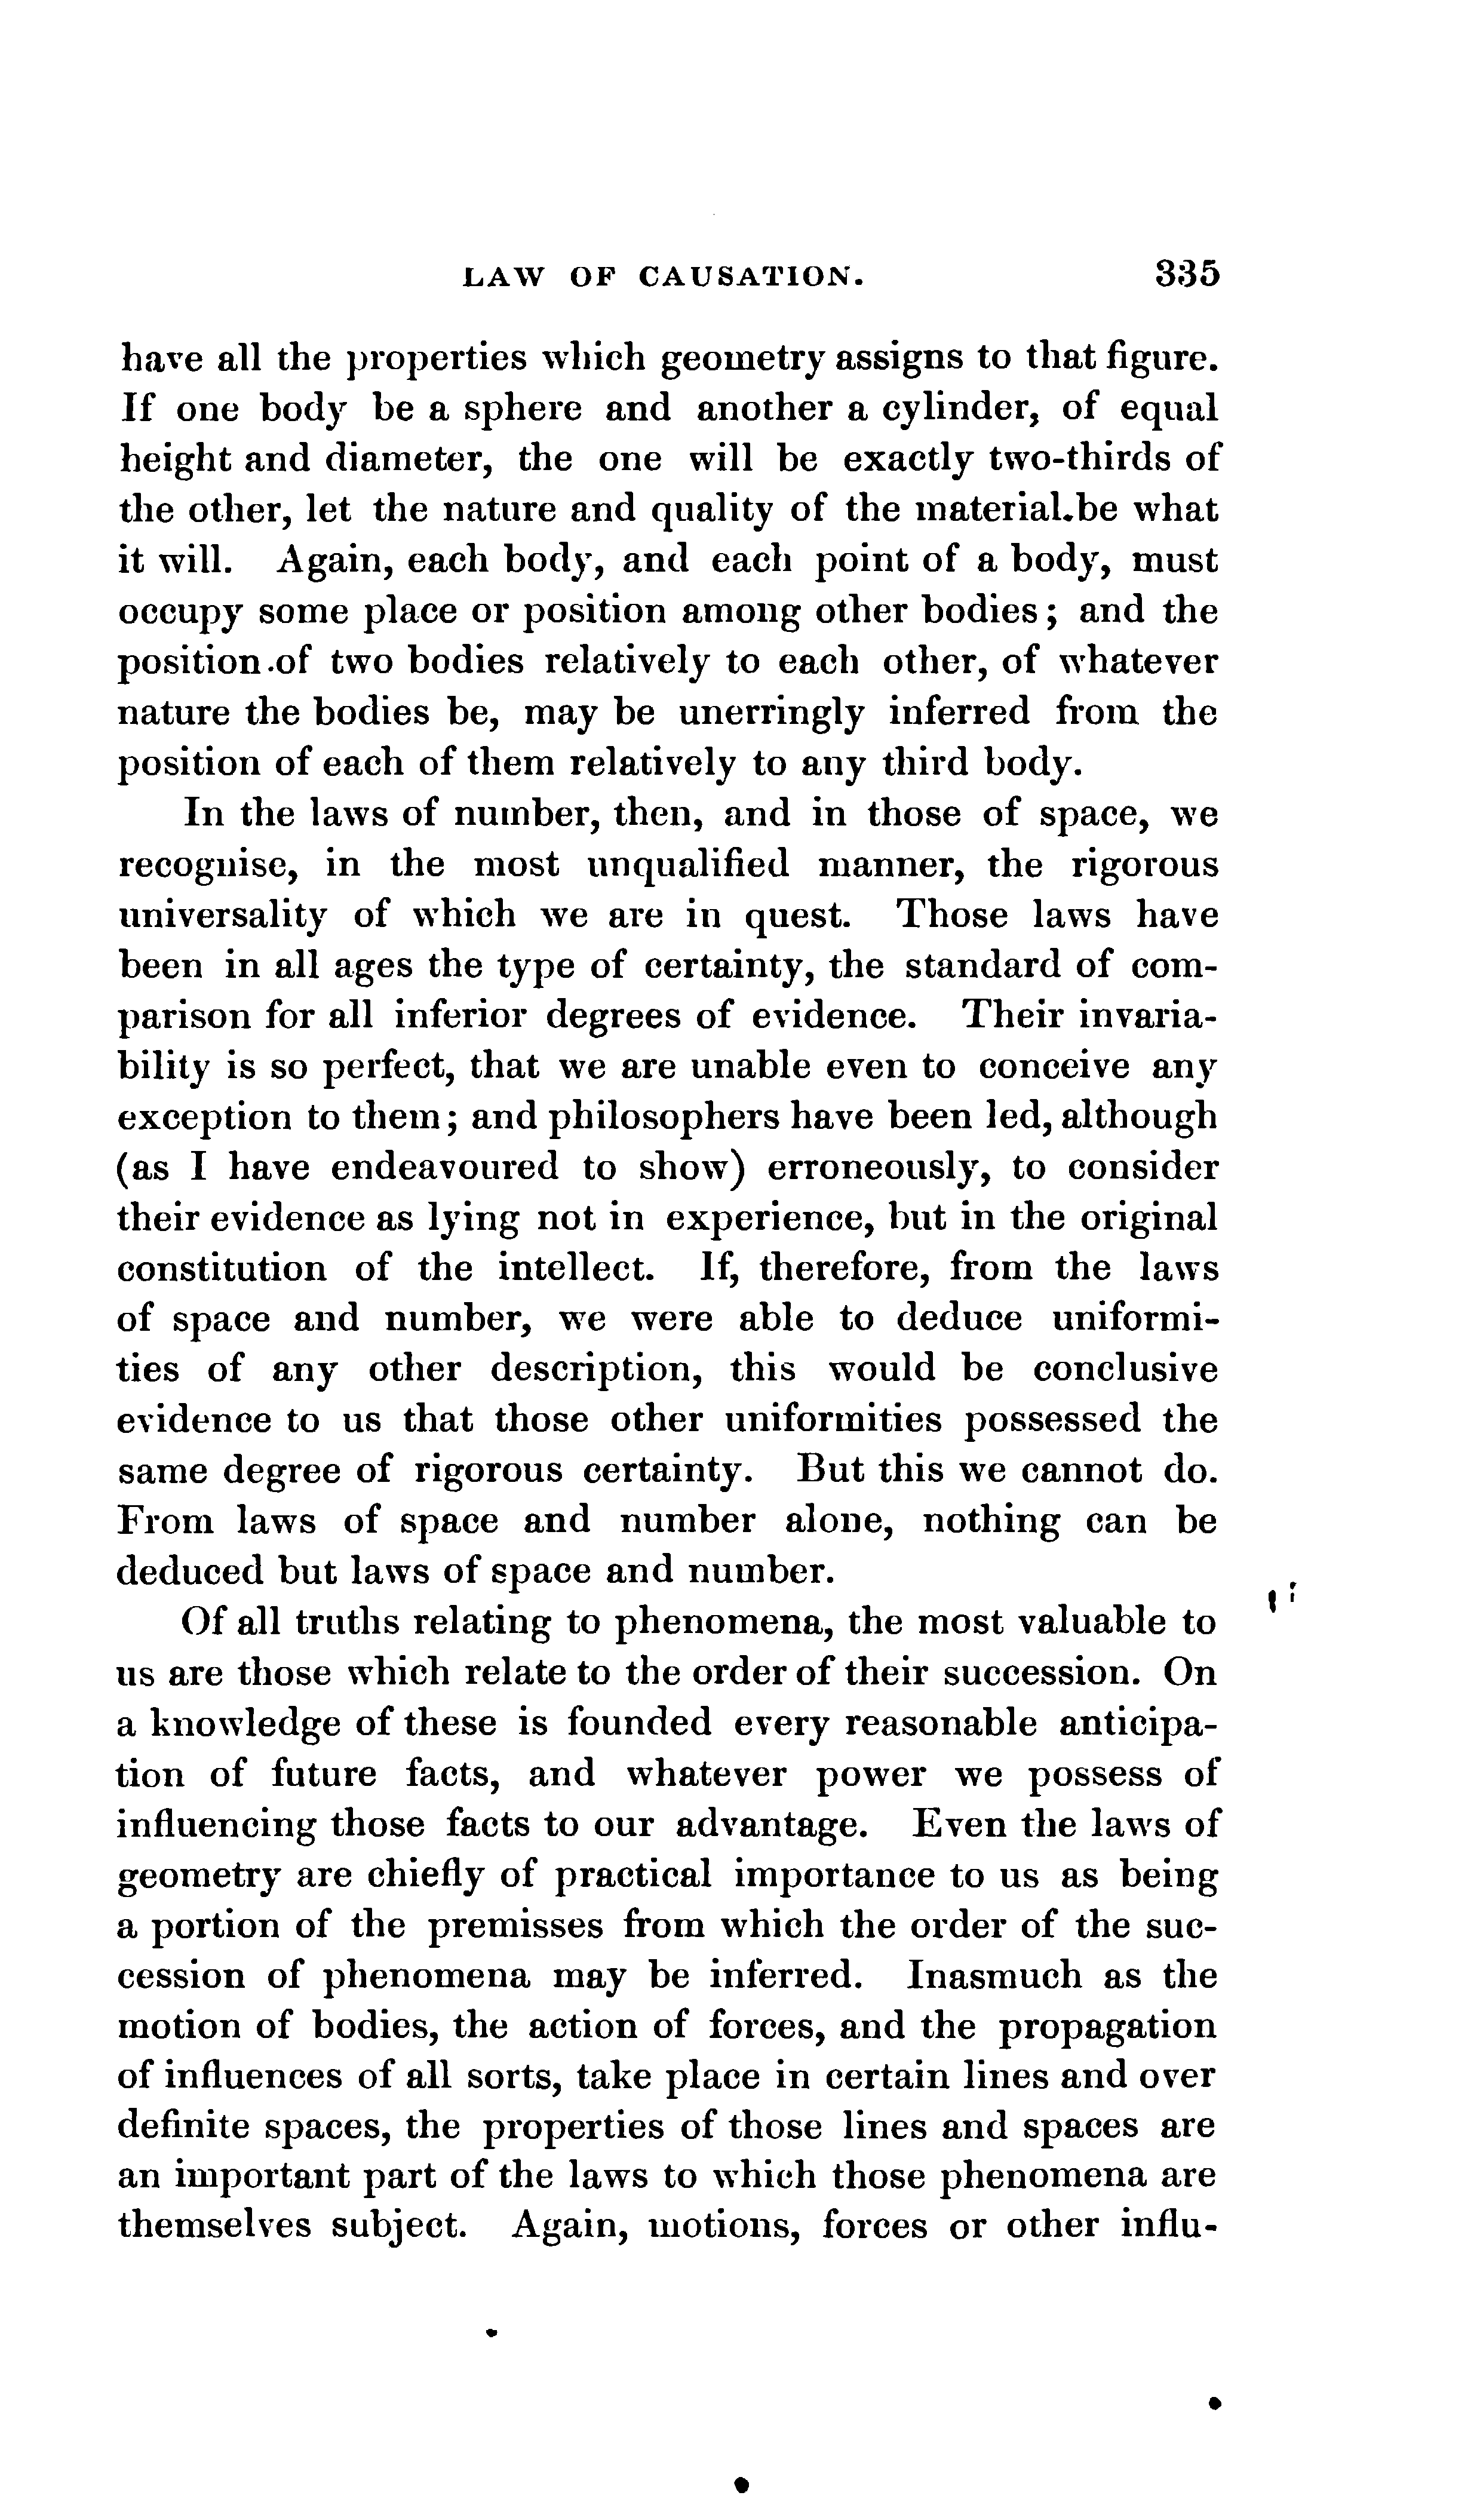 LAW OF CAUSATION. 335
have all the properties which geometry assigns to that figure.
If one body be a sphere and another a cylinder, of equal
height and diameter, the one will be exactly two-thirds of
the other, let the nature and quality of the material be what
it will. Again, each body, and each point of a body, must
occupy some place or position among other bodies; and the
position of two bodies relatively to each other, of whatever
nature the bodies be, may be unerringly inferred from the
position of each of them relatively to any third body.
In the laws of number, then, and in those of space, we
recognise, in the most unqualified manner, the rigorous
universality of which we are in quest. Those laws have
been in all ages the type of certainty, the standard of com-
parison for all inferior degrees of evidence. Their invaria-
bility is so perfect, that we are unable even to conceive any
exception to them; and philosophers have been led, although
(as I have endeavoured to show) erroneously, to consider
their evidence as lying not in experience, but in the original
constitution of the intellect. If, therefore, from the laws
of space and number, we were able to deduce uniformi-
ties of any other description, this would be conclusive
evidence to us that those other uniformities possessed the
same degree of rigorous certainty. But this we cannot do.
From laws of space and number alone, nothing can be
deduced but laws of space and number.
Of all truths relating to phenomena, the most valuable to
us are those which relate to the order of their succession. On
a knowledge of these is founded every reasonable anticipa-
tion of future facts, and whatever power we possess of
influencing those facts to our advantage. Even the laws of
geometry are chiefly of practical importance to us as being
a portion of the premisses from which the order of the suc-
cession of phenomena may be inferred. Inasmuch as the
motion of bodies, the action of forces, and the propagation
of influences of all sorts, take place in certain lines and over
definite spaces, the properties of those lines and spaces are
an important part of the laws to which those phenomena are
themselves subject. Again, motions, forces or other influ-